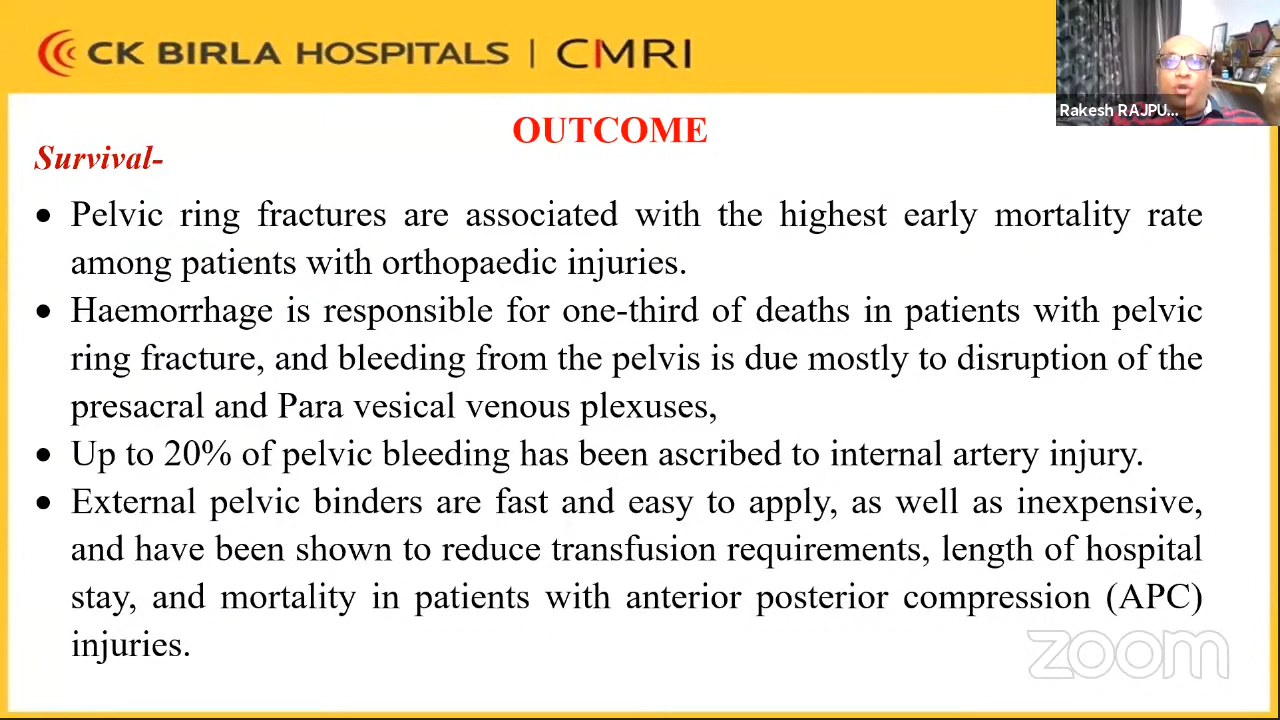 CK BIRLA HOSPITALS | CMRI
Rakesh RAJPU...
OUTCOME
Survival-
• Pelvic ring fractures are associated with the highest early mortality rate
among patients with orthopaedic injuries.
• Haemorrhage is responsible for one-third of deaths in patients with pelvic
ring fracture, and bleeding from the pelvis is due mostly to disruption of the
presacral and Para vesical venous plexuses,
• Up to 20% of pelvic bleeding has been ascribed to internal artery injury.
• External pelvic binders are fast and easy to apply, as well as inexpensive,
and have been shown to reduce transfusion requirements, length of hospital
stay, and mortality in patients with anterior posterior compression (APC)
injuries.
zoom